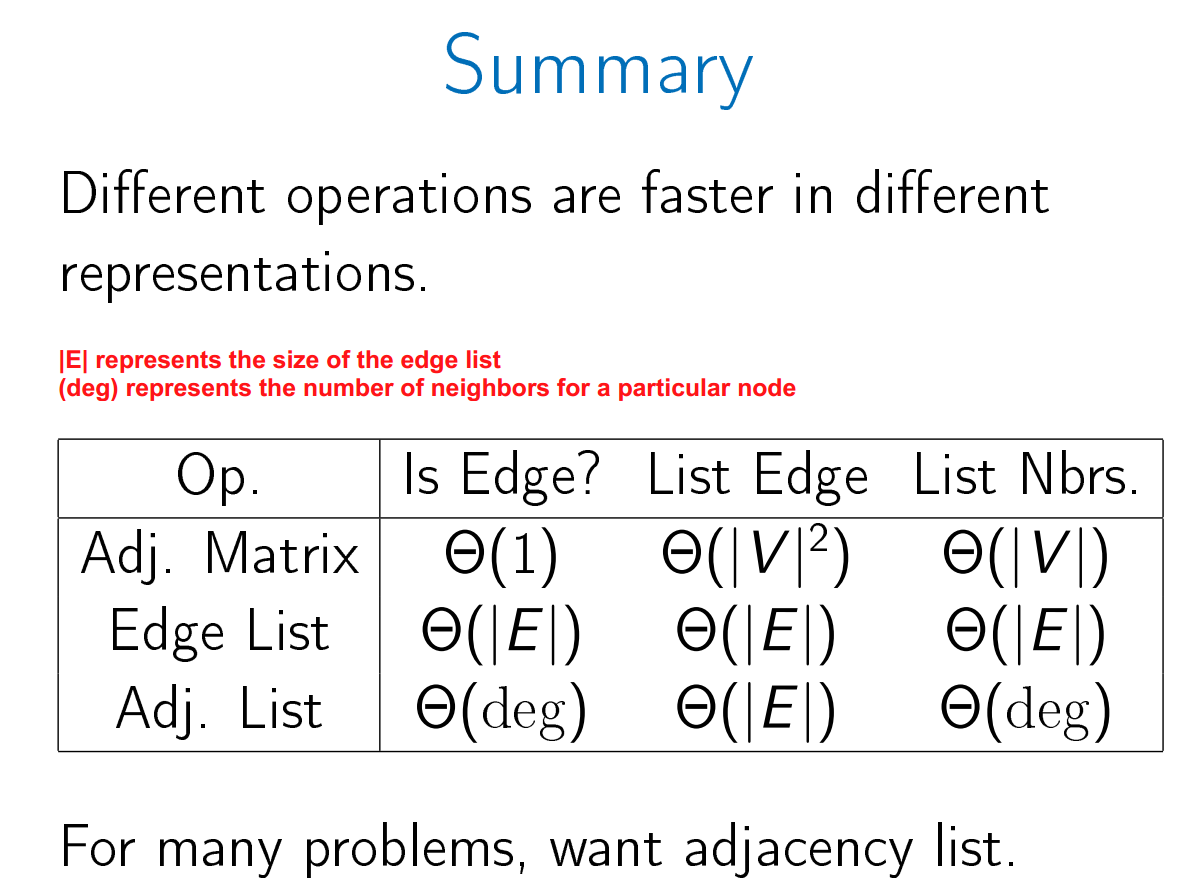 Summary
Different operations are faster in different
representations.
|E| represents the size of the edge list
(deg) represents the number of neighbors for a particular node
Op. Is Edge? List Edge List Nbrs.
Adj. Matrix Θ(1) Θ(|V|²) Θ(|V|)
Edge List Θ(|E|) Θ(|E|) Θ(|E|)
Adj. List Θ(deg) Θ(|E|) Θ(deg)
For many problems, want adjacency list.